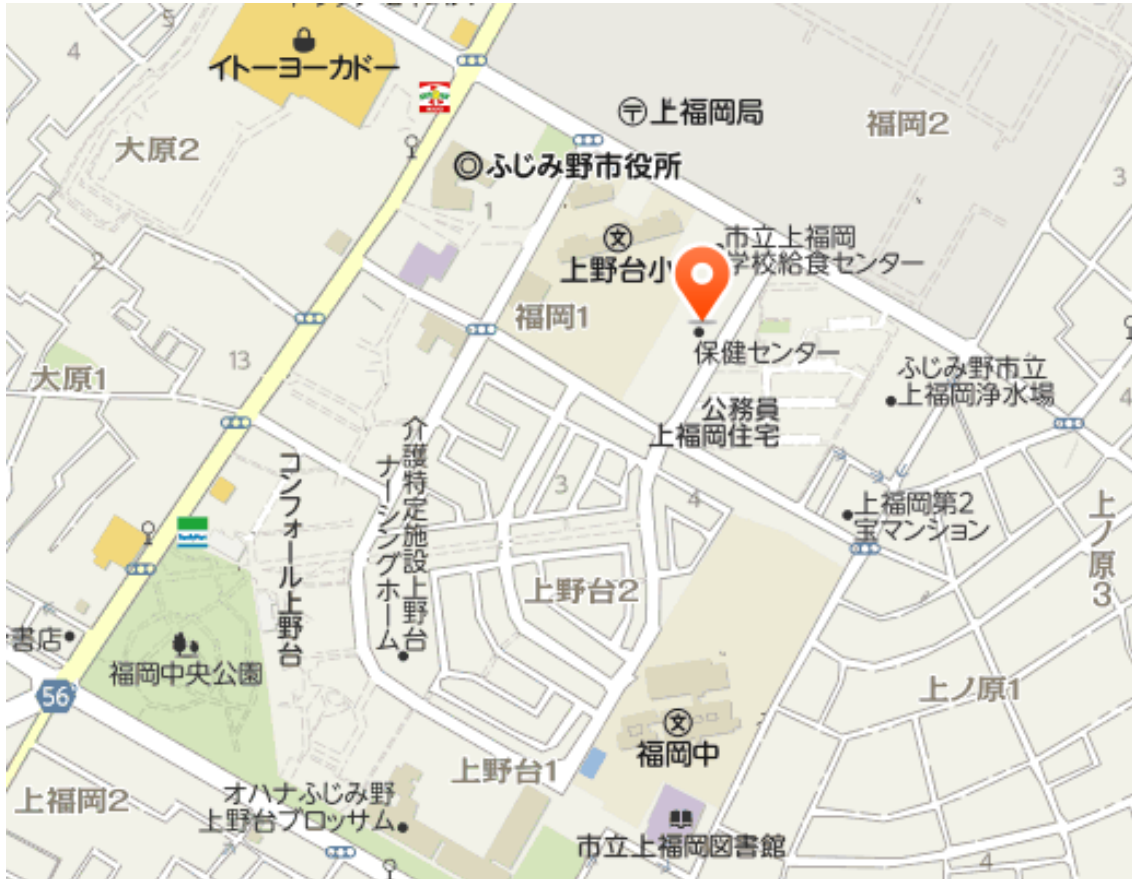 5
4
イトーヨーカドー
大原2
〒上福岡局
福岡2
3
◎ふじみ野市役所
1
文
上野台小
市立上福岡
学校給食センター
2
福岡1
保健センター
13
大原1
ふじみ野市立
上福岡浄水場
4
公務員
上福岡住宅
介護特定施設上野台
ナーシングホーム
コンフォール上野台
3
4
上福岡第2
宝マンション
上ノ原3
FamilyMart
上野台2
書店
福岡中央公園
56
上ノ原1
文
福岡中
上野台1
上福岡2
オハナふじみ野
上野台ブロッサム
市立上福岡図書館
4